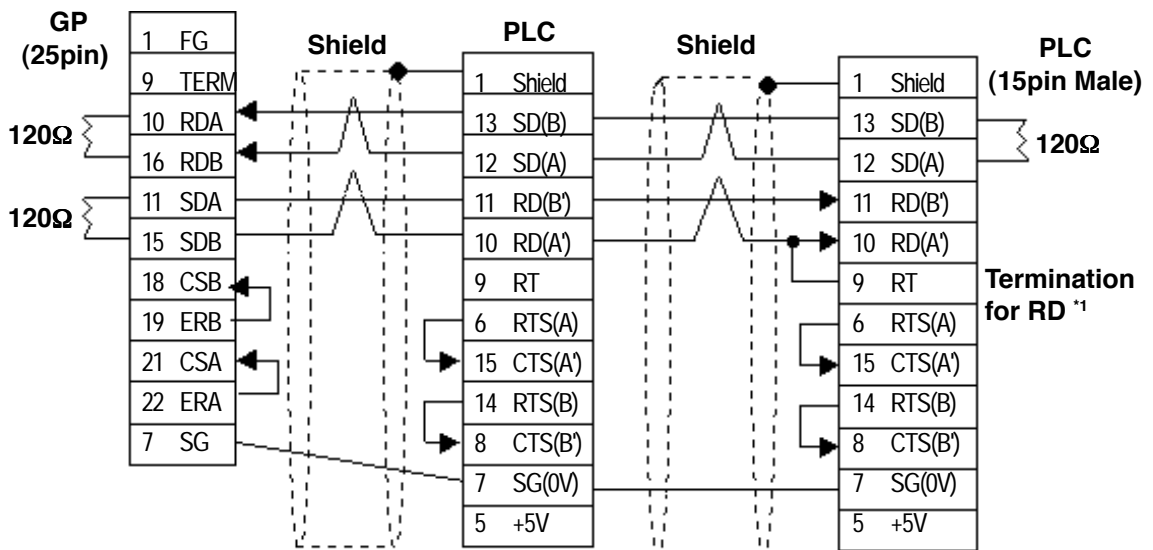 GP
(25pin)
1 FG
9 TERM
10 RDA
16 RDB
11 SDA
15 SDB
18 CSB
19 ERB
21 CSA
22 ERA
7 SG
120Ω
120Ω
Shield
PLC
1 Shield
13 SD(B)
12 SD(A)
11 RD(B')
10 RD(A')
9 RT
6 RTS(A)
15 CTS(A')
14 RTS(B)
8 CTS(B')
7 SG(0V)
5 +5V
Shield
PLC
(15pin Male)
1 Shield
13 SD(B)
12 SD(A)
11 RD(B')
10 RD(A')
9 RT
6 RTS(A)
15 CTS(A')
14 RTS(B)
8 CTS(B')
7 SG(0V)
5 +5V
120Ω
Termination
for RD *1